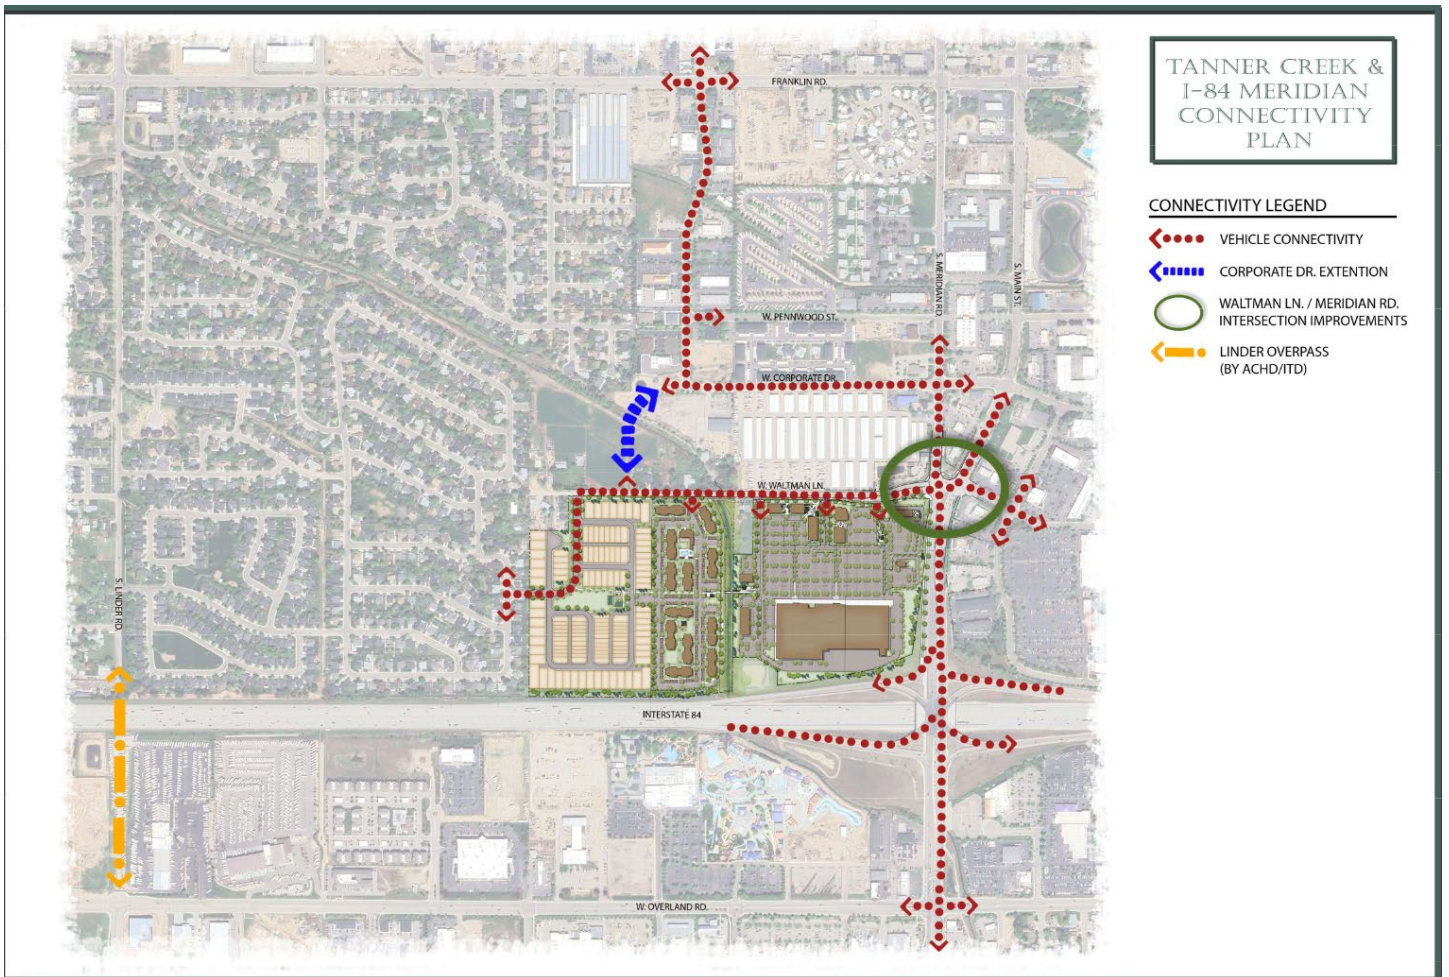 TANNER CREEK &
I-84 MERIDIAN
CONNECTIVITY
PLAN
CONNECTIVITY LEGEND
VEHICLE CONNECTIVITY
CORPORATE DR. EXTENTION
WALTMAN LN. / MERIDIAN RD.
INTERSECTION IMPROVEMENTS
LINDER OVERPASS
(BY ACHD/ITD)
FRANKLIN RD.
S. MERIDIAN RD.
S. MAIN ST.
W. PENNWOOD ST.
W. CORPORATE DR.
W. WALTMAN LN.
S. LINDER RD.
INTERSTATE 84
W. OVERLAND RD.